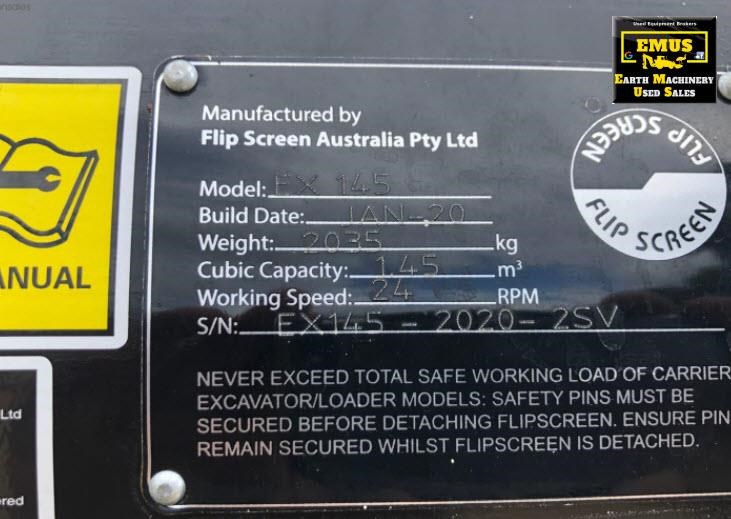 Used Equipment Brokers
EMUS
EARTH MACHINERY
USED SALES
Manufactured by
Flip Screen Australia Pty Ltd
FLIP SCREEN
FLIP SCREEN
Model: EX 145
Build Date: JAN-20
Weight: 2035 kg
Cubic Capacity: 1.45 m³
Working Speed: 24 RPM
S/N: EX145 - 2020 - 2SV
NEVER EXCEED TOTAL SAFE WORKING LOAD OF CARRIER
EXCAVATOR/LOADER MODELS: SAFETY PINS MUST BE
SECURED BEFORE DETACHING FLIPSCREEN. ENSURE PIN
REMAIN SECURED WHILST FLIPSCREEN IS DETACHED.
ANUAL
Ltd
ered